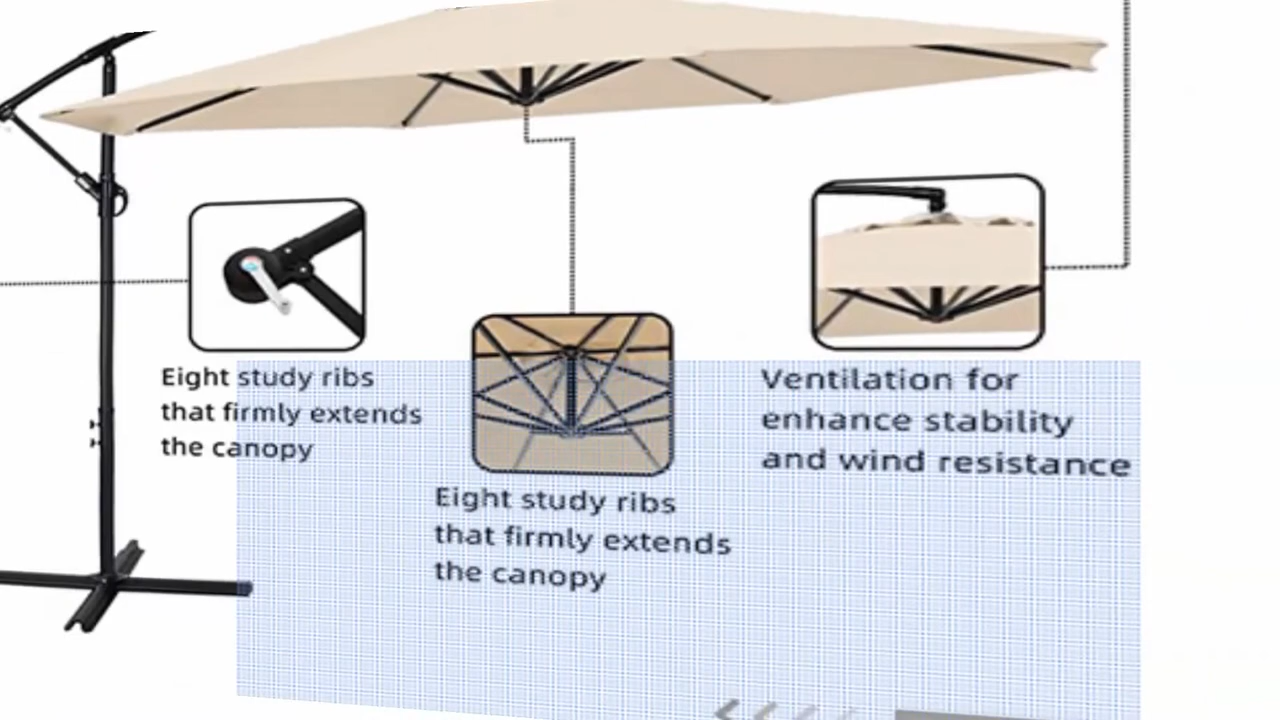 Eight study ribs
that firmly extends
the canopy
Eight study ribs
that firmly extends
the canopy
Ventilation for
enhance stability
and wind resistance